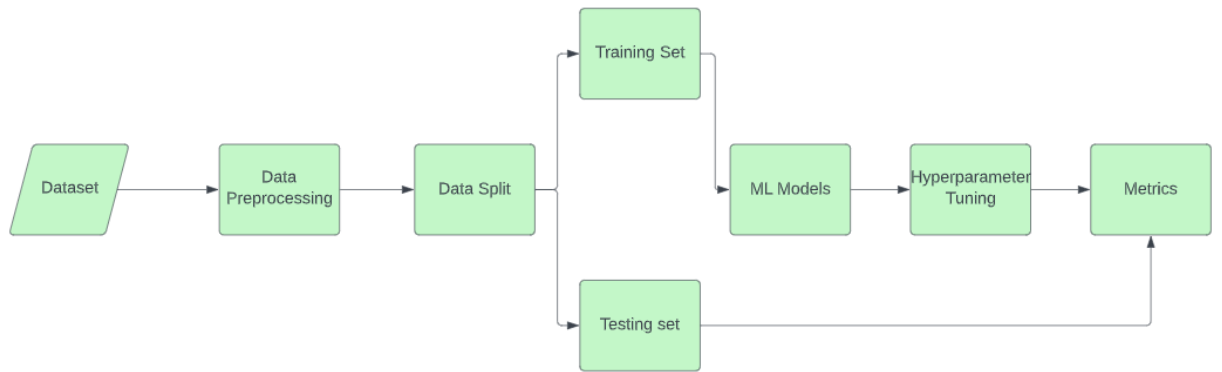 Training Set
Dataset
Data
Preprocessing
Data Split
ML Models
Hyperparameter
Tuning
Metrics
Testing set